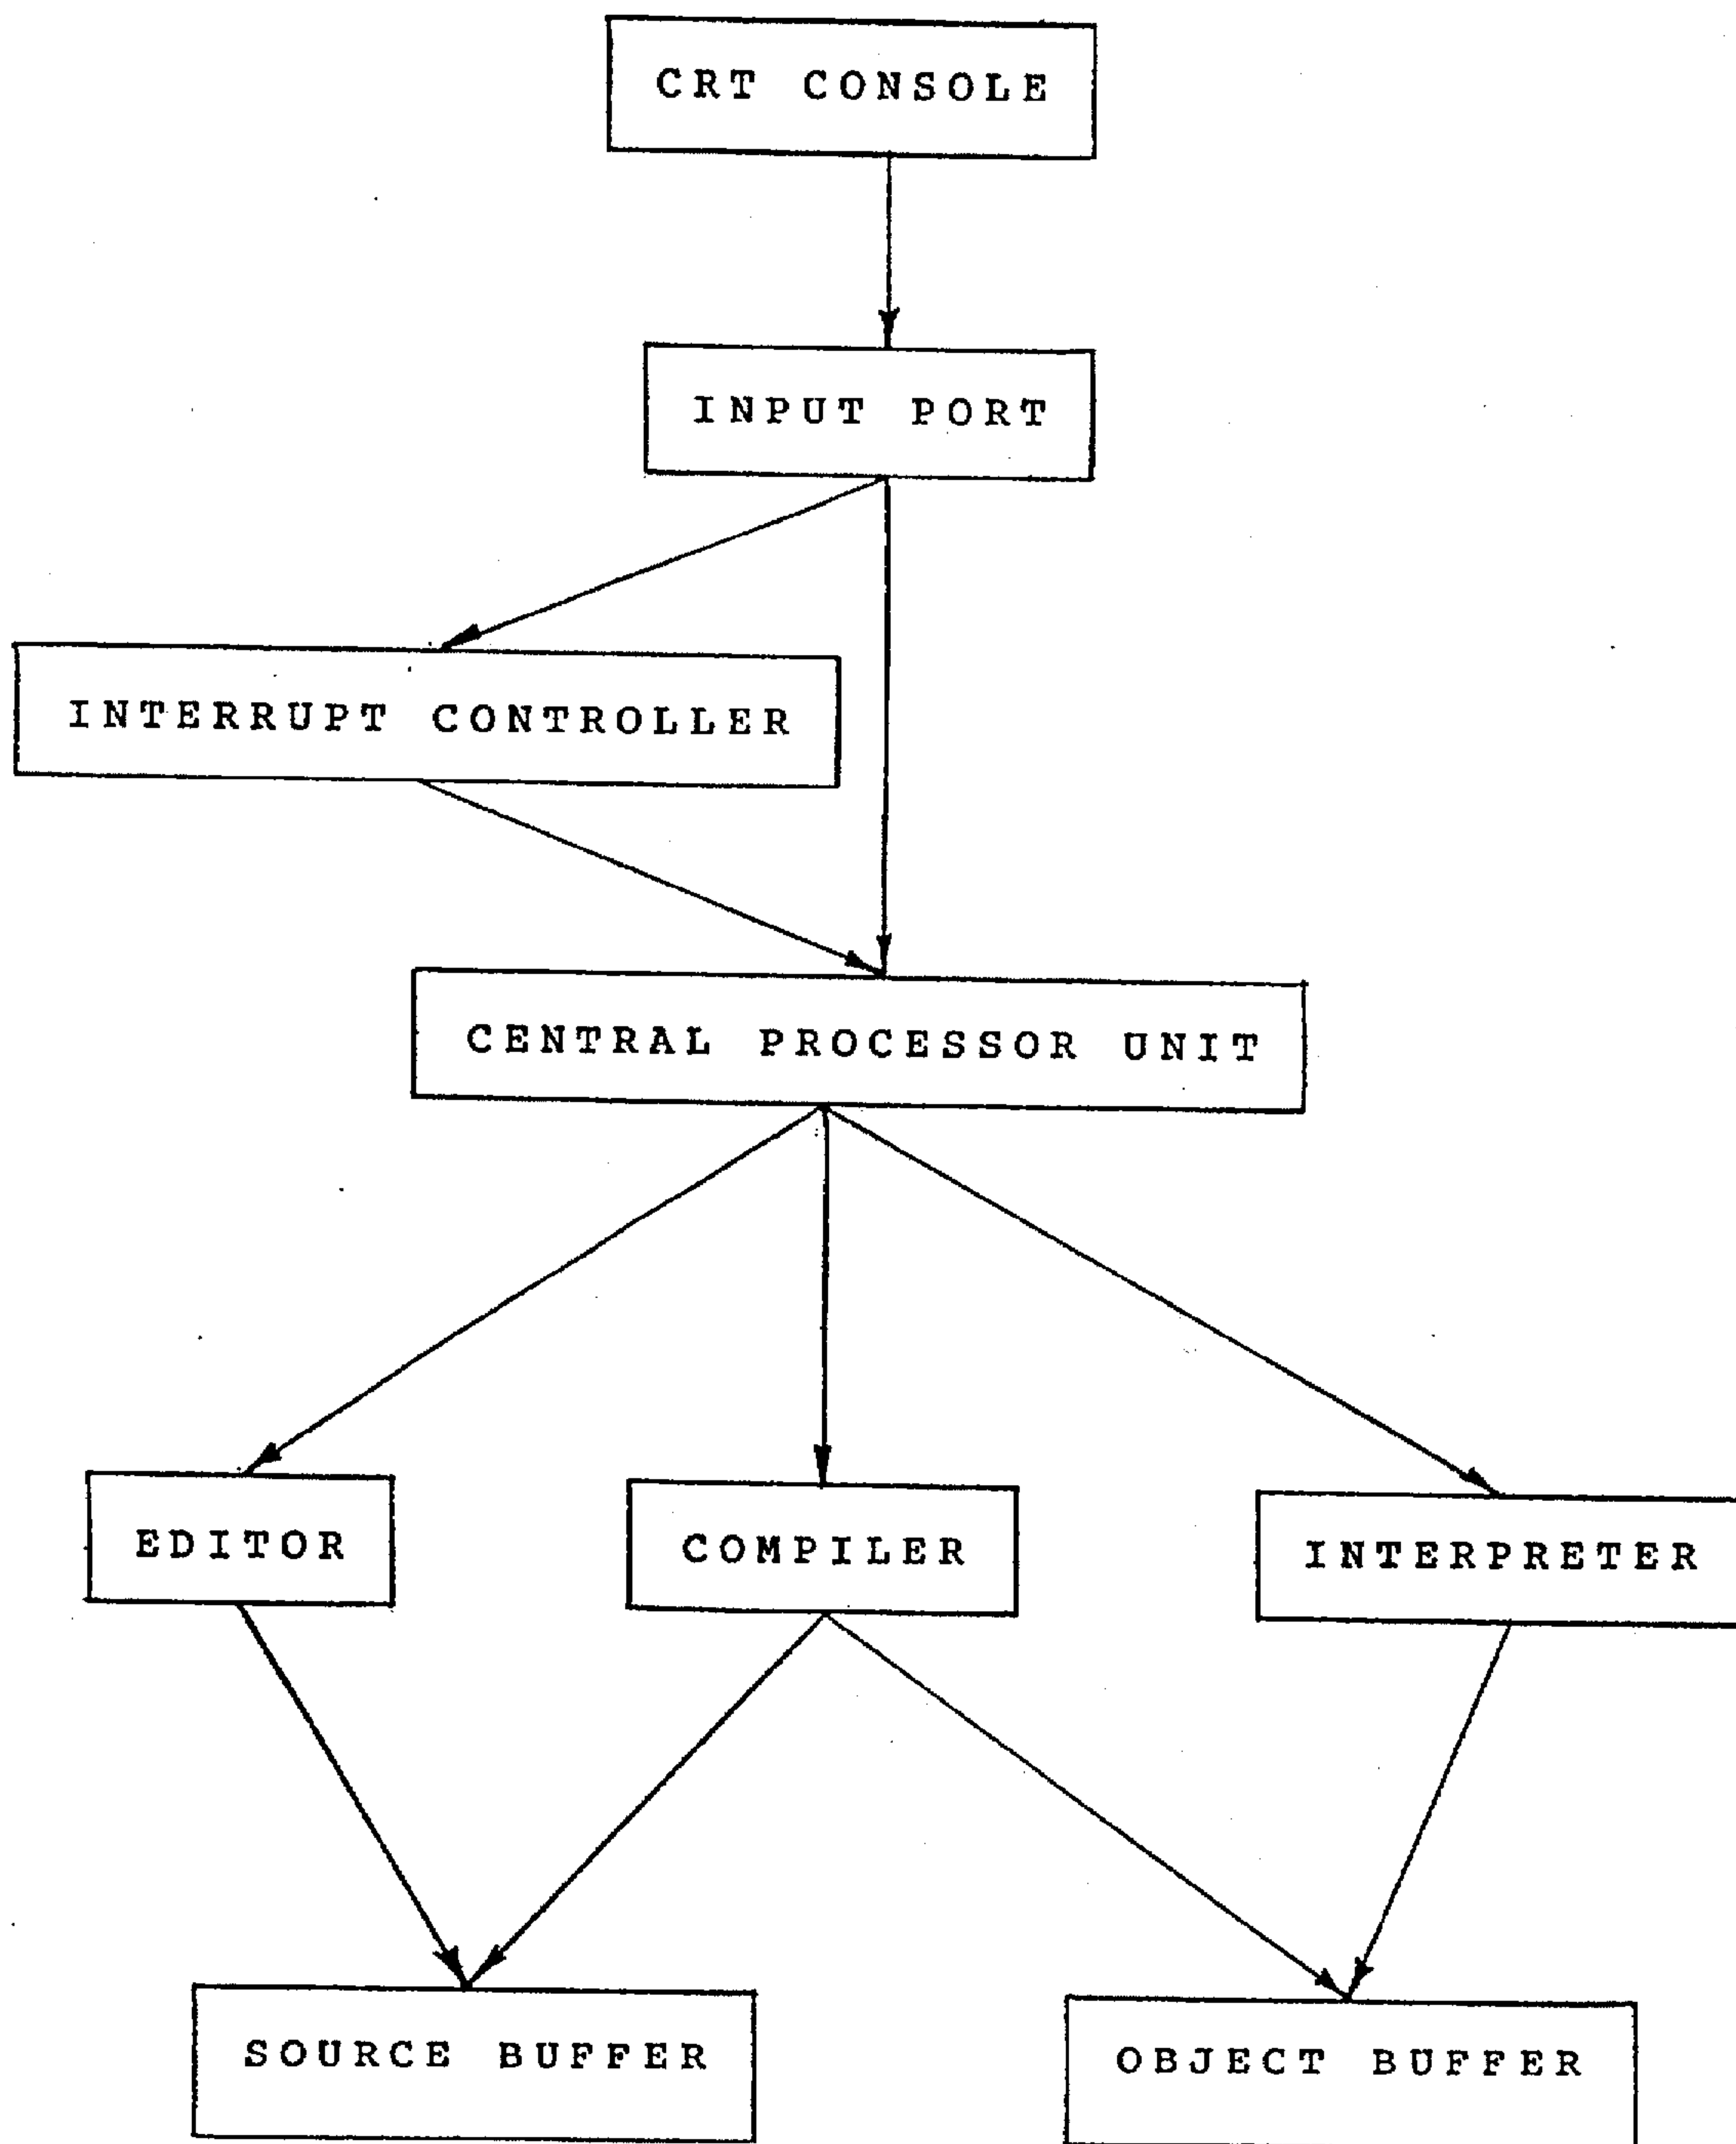 CRT CONSOLE
INPUT PORT
INTERRUPT CONTROLLER
CENTRAL PROCESSOR UNIT
EDITOR
COMPILER
INTERPRETER
SOURCE BUFFER
OBJECT BUFFER